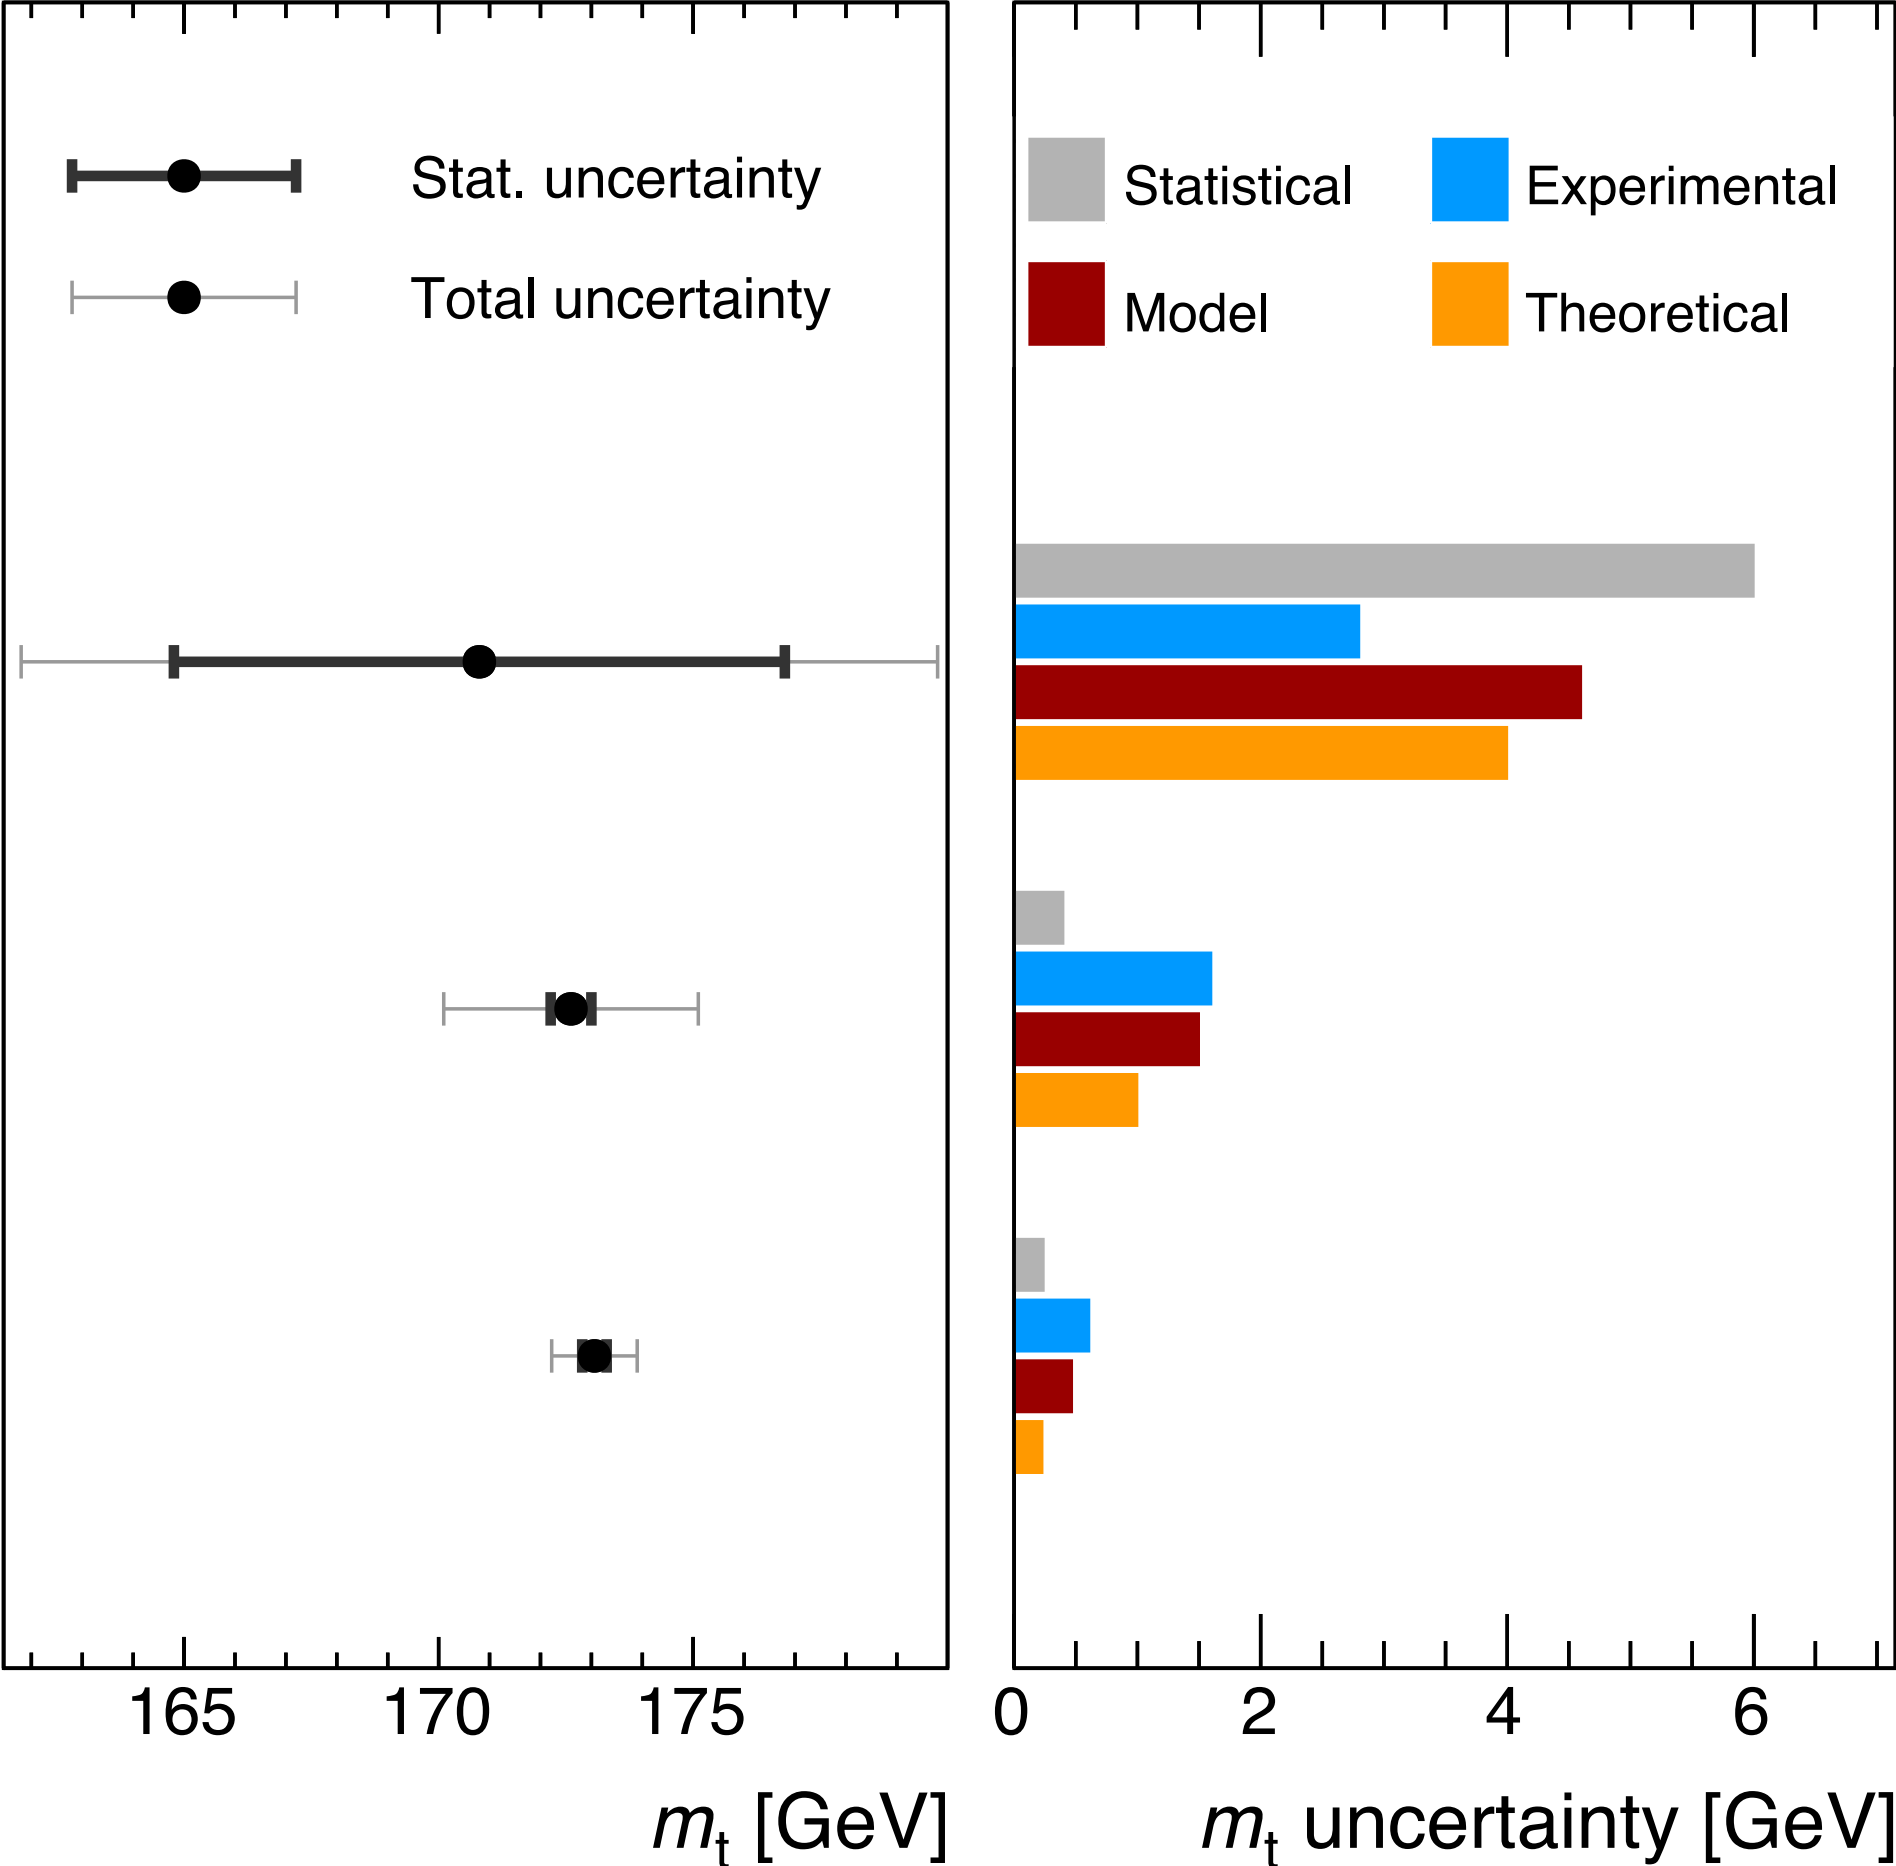 Stat. uncertainty
Total uncertainty
Statistical
Experimental
Model
Theoretical
165 170 175
0 2 4 6
m_t [GeV]
m_t uncertainty [GeV]